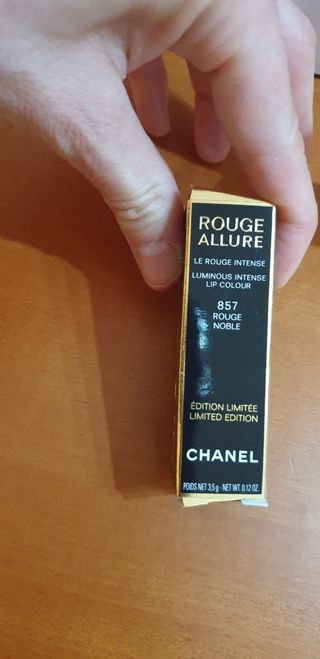 ROUGE
ALLURE
LE ROUGE INTENSE
LUMINOUS INTENSE
LIP COLOUR
857
ROUGE
NOBLE
ÉDITION LIMITÉE
LIMITED EDITION
CHANEL
POIDS NET 3,5 g - NET WT. 0.12 OZ.